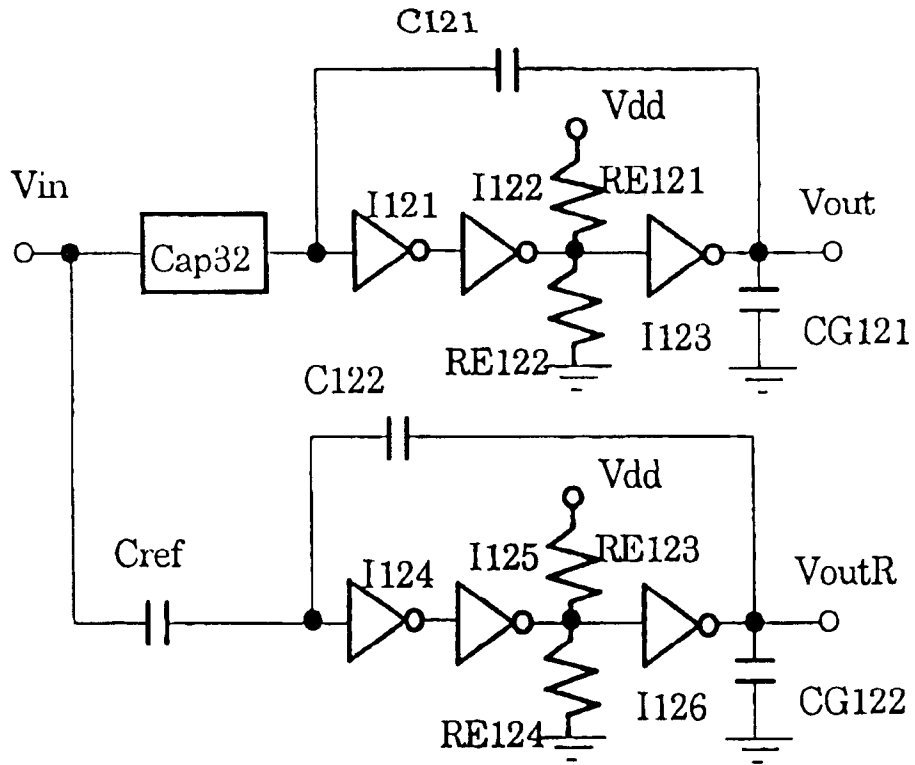 C121
Vdd
Vin
I121
I122
RE121
Vout
Cap32
I123
CG121
RE122
C122
Vdd
Cref
I124
I125
RE123
VoutR
I126
CG122
RE124